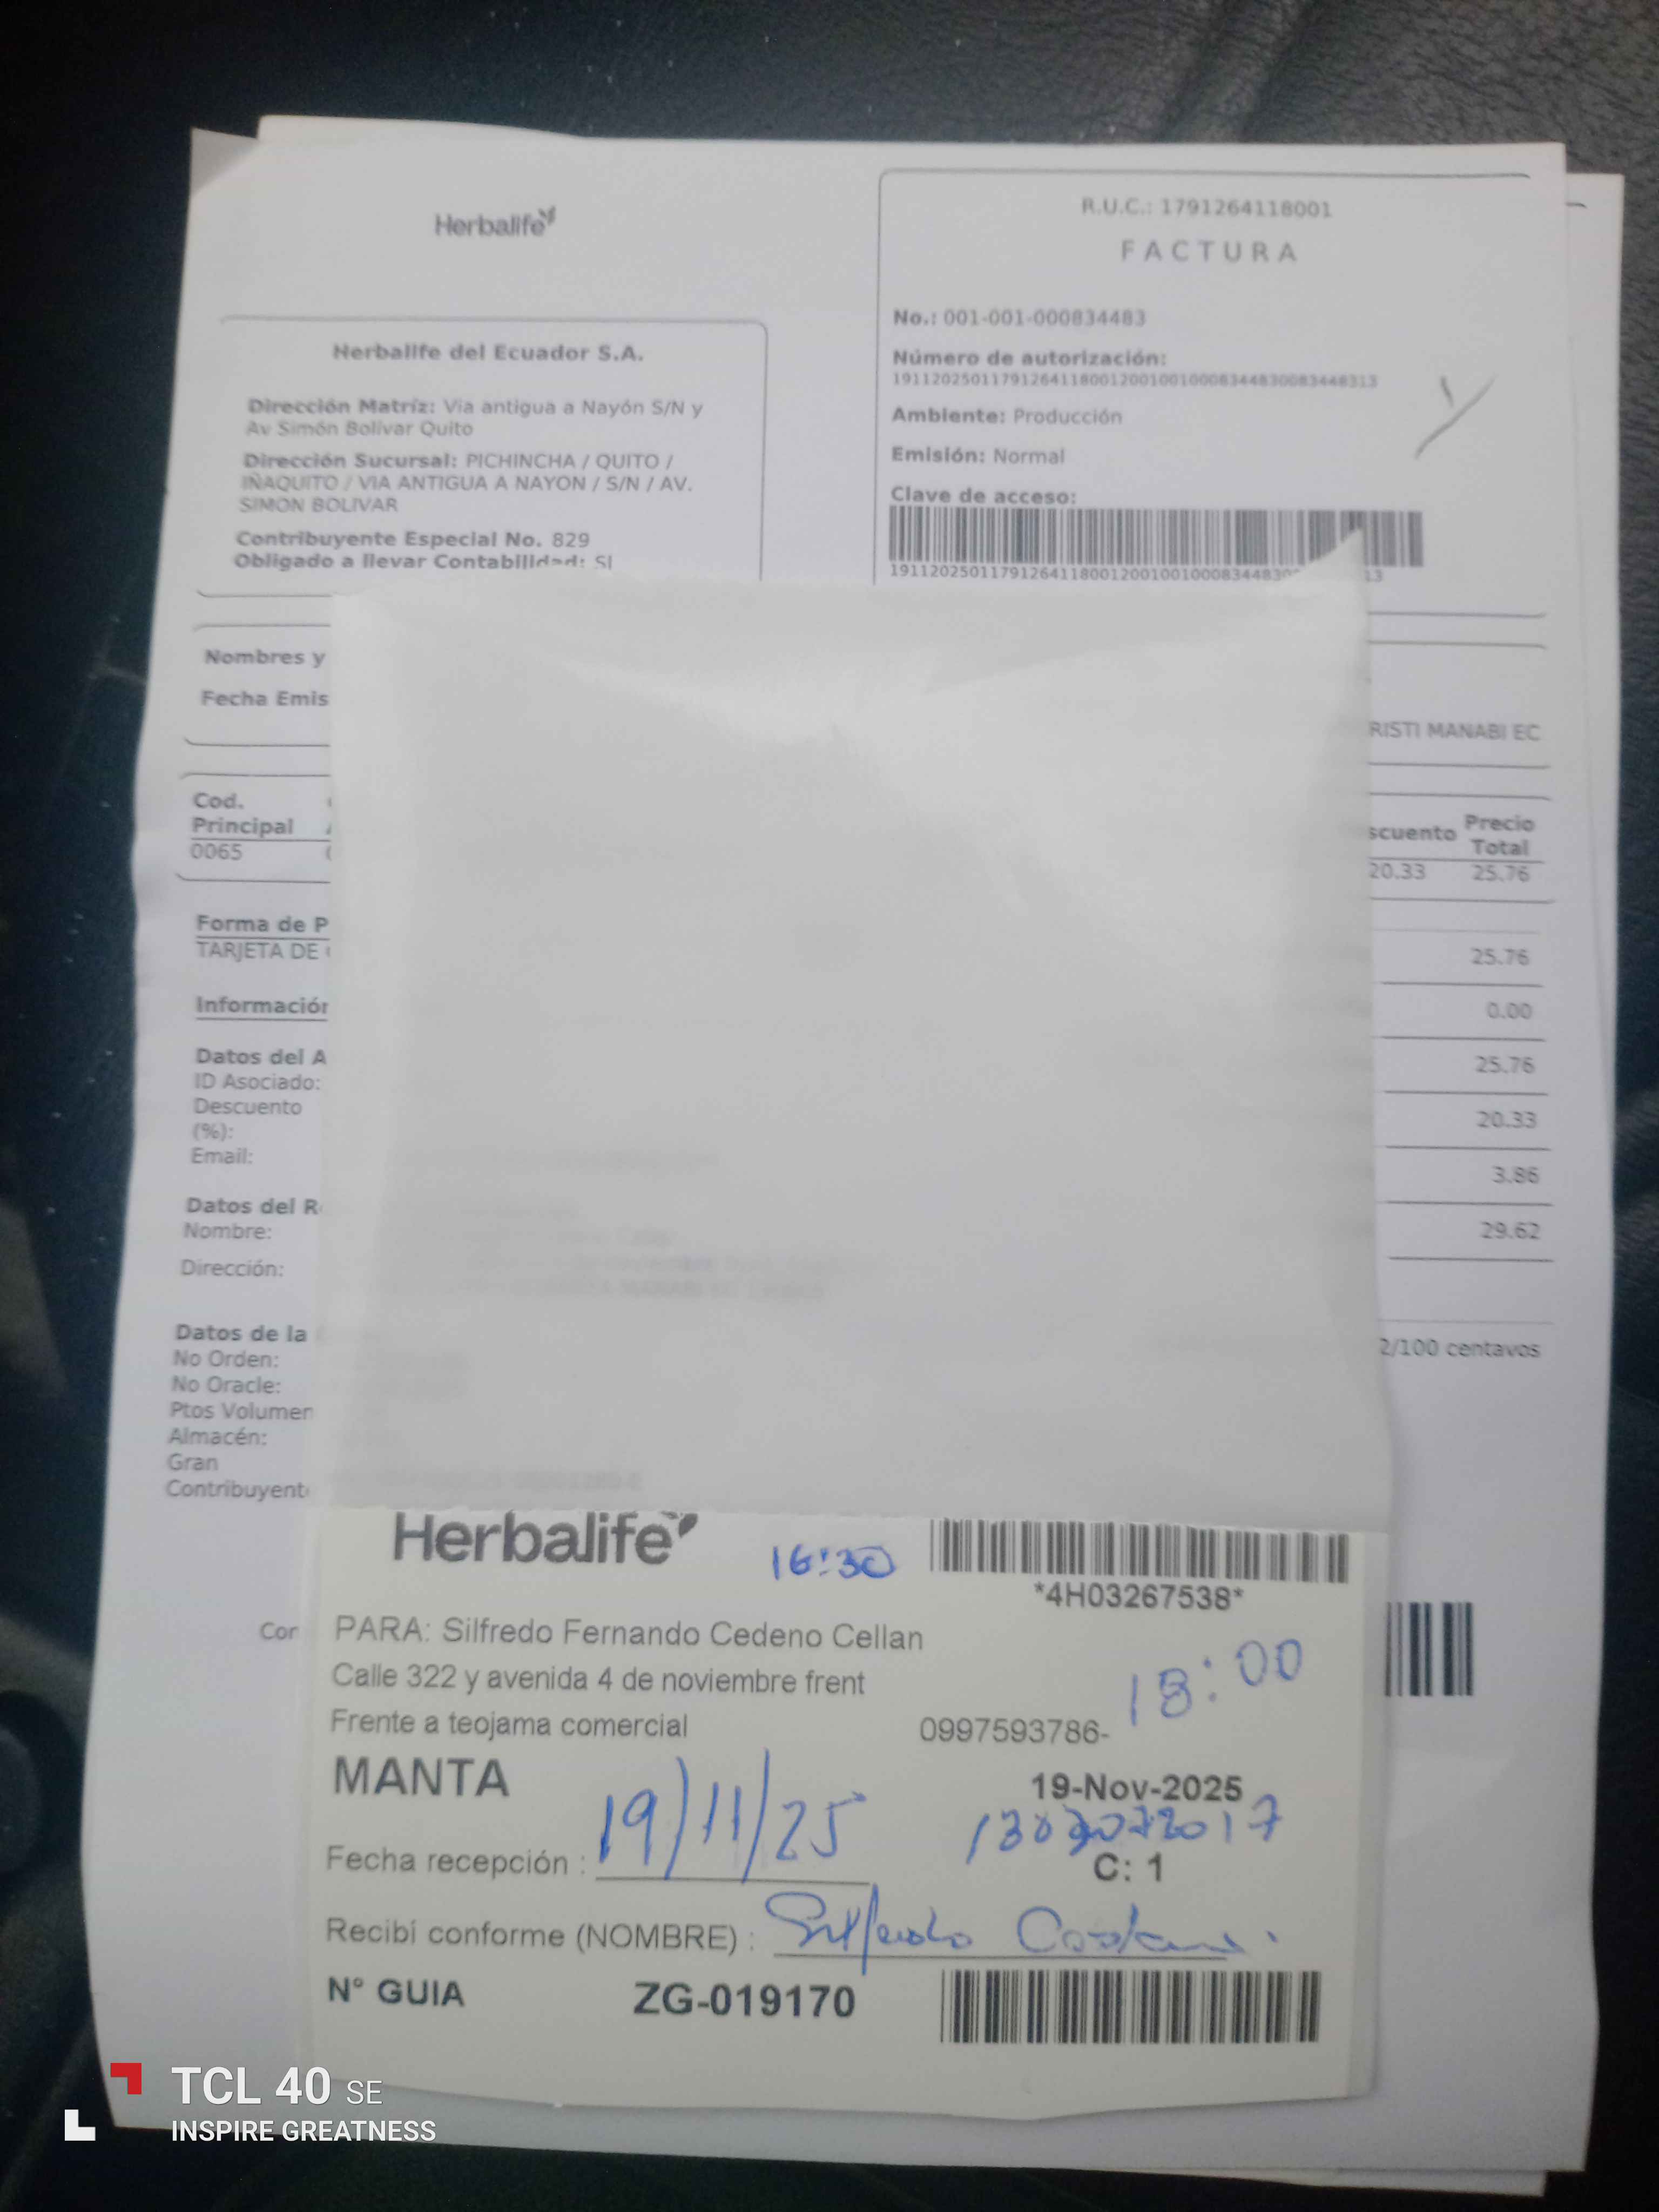 Herbalife
R.U.C.: 1791264118001
FACTURA
No.: 001-001-000834483
Número de autorización:
1911202501179126411800120010010008344830083448313
Ambiente: Producción
Emisión: Normal
Clave de acceso:
1911202501179126411800120010010008344830 13
Herbalife del Ecuador S.A.
Dirección Matríz: Via antigua a Nayón S/N y
Av Simón Bolívar Quito
Dirección Sucursal: PICHINCHA / QUITO /
IÑAQUITO / VIA ANTIGUA A NAYON / S/N / AV.
SIMON BOLIVAR
Contribuyente Especial No. 829
Obligado a llevar Contabilidad: SI
Nombres y
Fecha Emis
RISTI MANABI EC
Cod.
Principal
scuento
Precio
Total
0065
20.33 25.76
Forma de P
TARJETA DE
25.76
0.00
25.76
20.33
3.86
29.62
2/100 centavos
Información
Datos del A
ID Asociado:
Descuento
(%):
Email:
Datos del R
Nombre:
Dirección:
Datos de la
No Orden:
No Oracle:
Ptos Volumen
Almacén:
Gran
Contribuyente
Cor
Herbalife
16:30
*4H03267538*
PARA: Silfredo Fernando Cedeno Cellan
Calle 322 y avenida 4 de noviembre frent
18:00
Frente a teojama comercial
0997593786-
MANTA
19-Nov-2025
Fecha recepción : 19/11/25
C: 1
Recibí conforme (NOMBRE) : Silfredo
N° GUIA ZG-019170
TCL 40 SE
INSPIRE GREATNESS